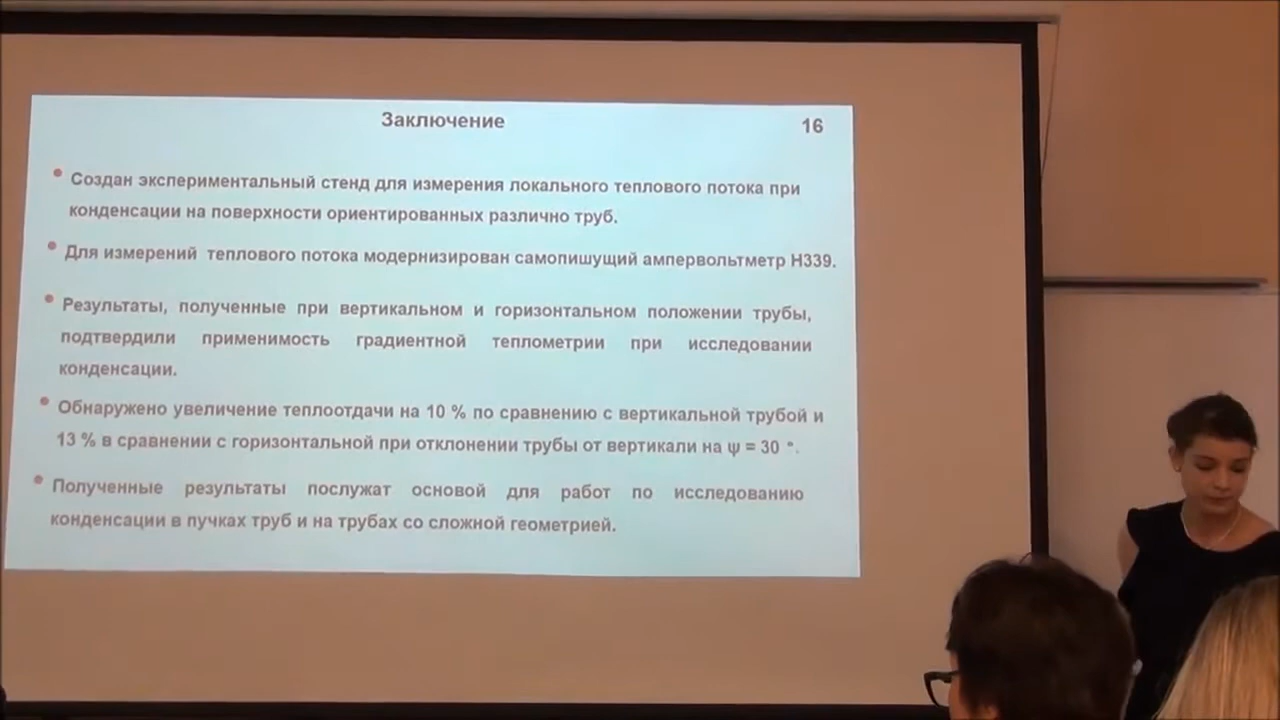 Заключение
16
Создан экспериментальный стенд для измерения локального теплового потока при
конденсации на поверхности ориентированных различно труб.
Для измерений теплового потока модернизирован самопишущий ампервольтметр Н339.
Результаты, полученные при вертикальном и горизонтальном положении трубы,
подтвердили применимость градиентной теплометрии при исследовании
конденсации.
Обнаружено увеличение теплоотдачи на 10 % по сравнению с вертикальной трубой и
13 % в сравнении с горизонтальной при отклонении трубы от вертикали на ψ = 30 °.
Полученные результаты послужат основой для работ по исследованию
конденсации в пучках труб и на трубах со сложной геометрией.